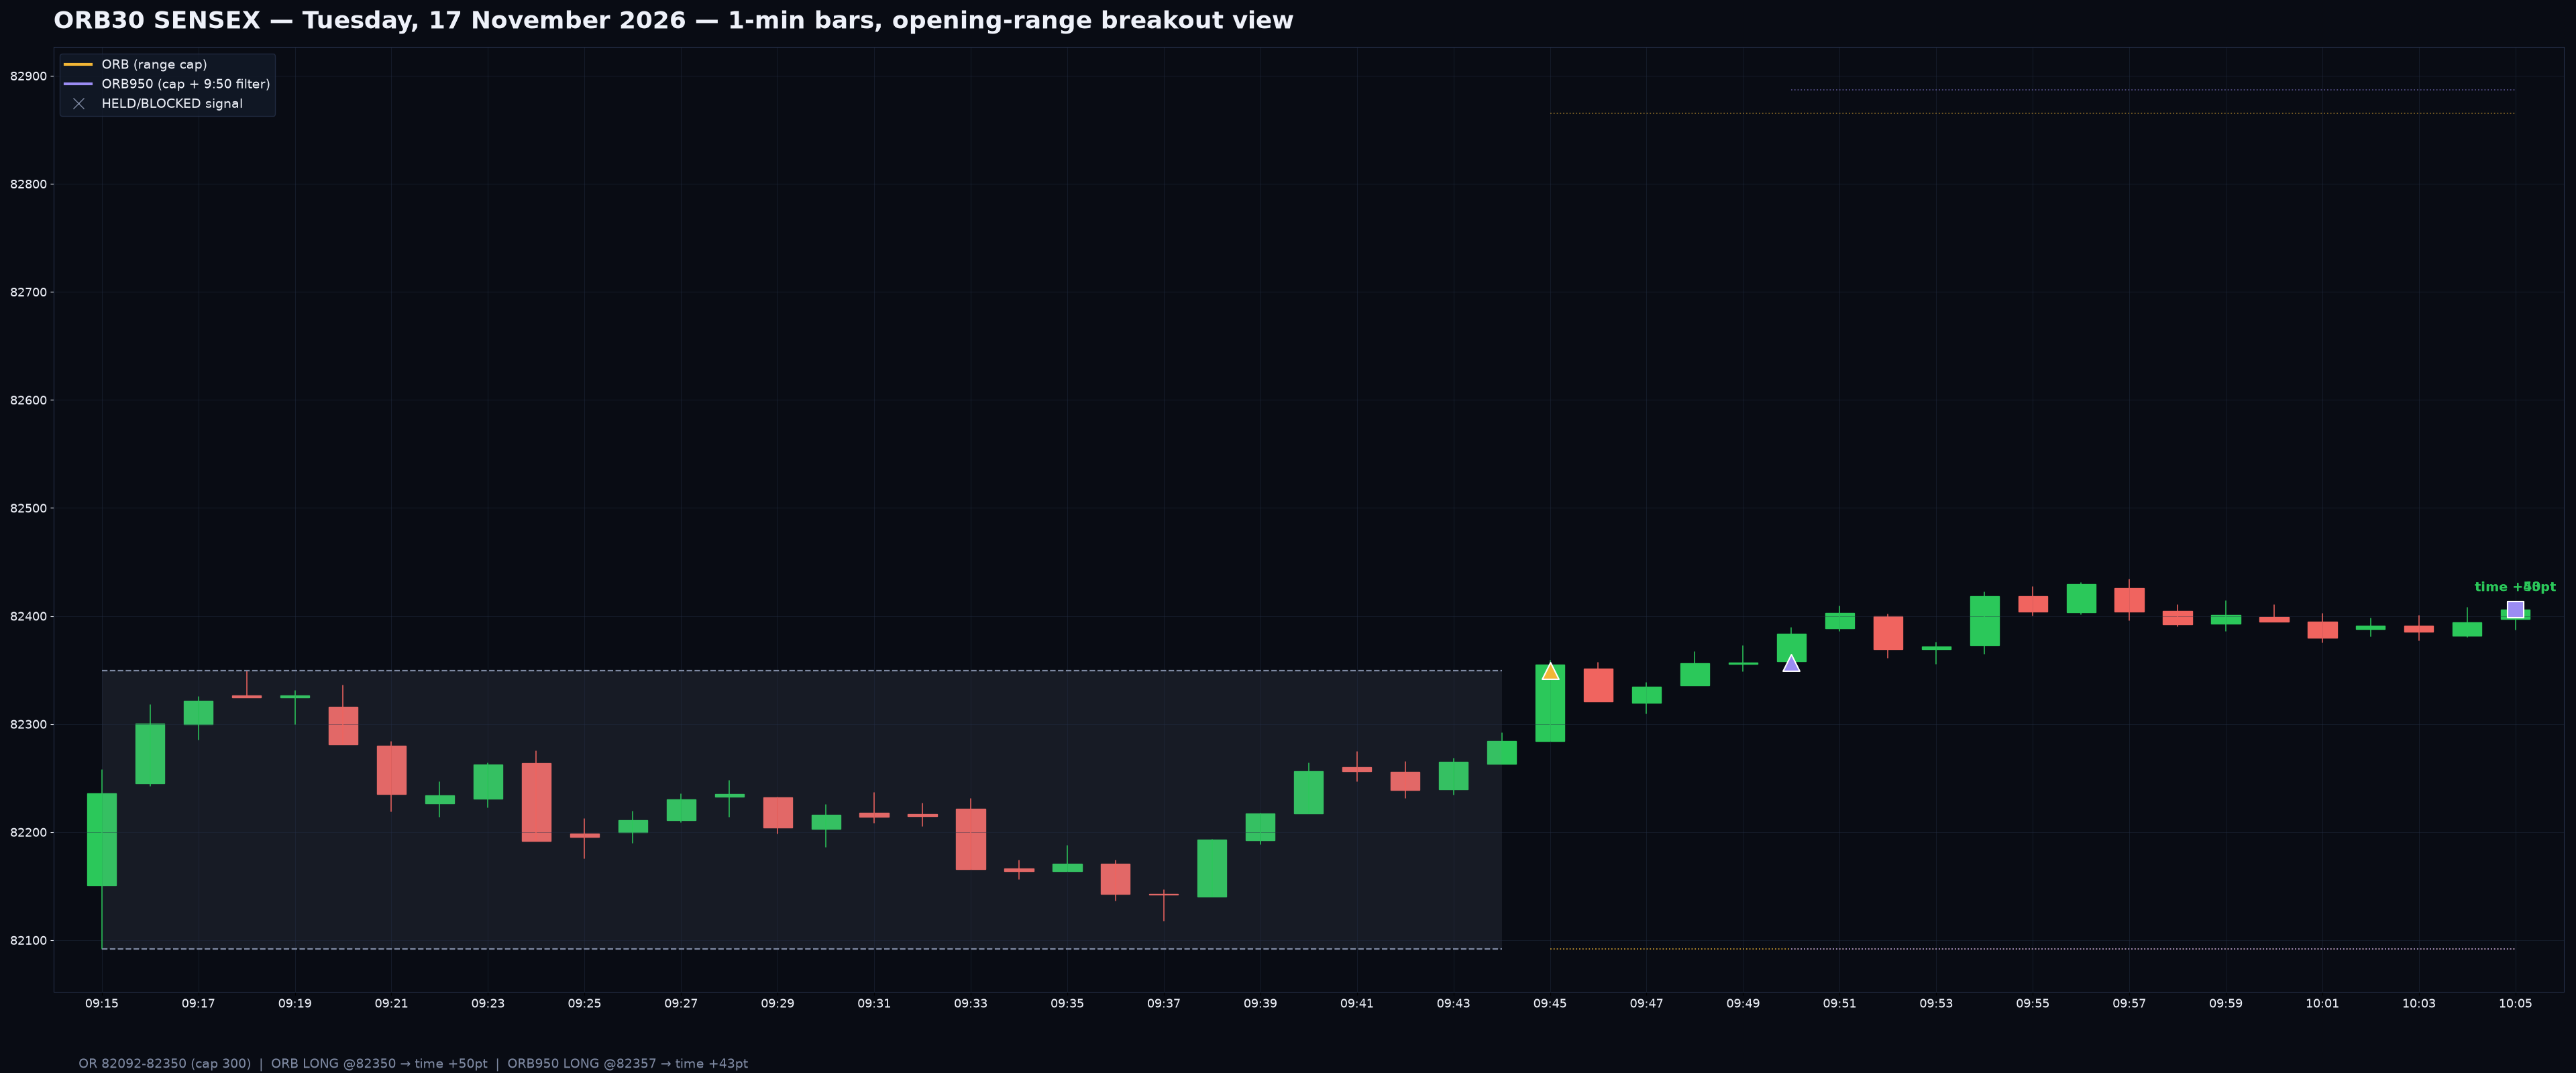 ORB30 SENSEX — Tuesday, 17 November 2026 — 1-min bars, opening-range breakout view
ORB (range cap)
ORB950 (cap + 9:50 filter)
HELD/BLOCKED signal
82900
82800
82700
82600
82500
82400
82300
82200
82100
time
09:15 09:17 09:19 09:21 09:23 09:25 09:27 09:29 09:31 09:33 09:35 09:37 09:39 09:41 09:43 09:45 09:47 09:49 09:51 09:53 09:55 09:57 09:59 10:01 10:03 10:05
OR 82092-82350 (cap 300) | ORB LONG @82350 → time +50pt | ORB950 LONG @82357 → time +43pt